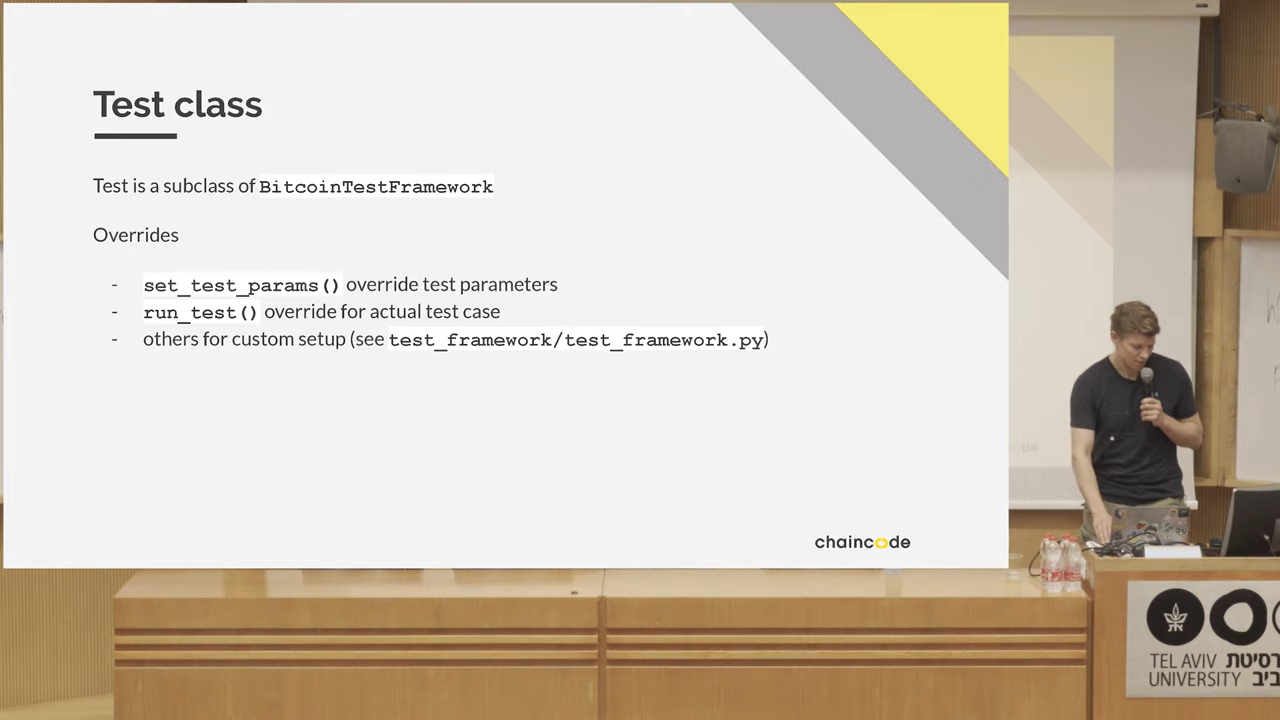 Test class
Test is a subclass of BitcoinTestFramework
Overrides
- set_test_params() override test parameters
- run_test() override for actual test case
- others for custom setup (see test_framework/test_framework.py)
chaincode
TEL AVIV
UNIVERSITY